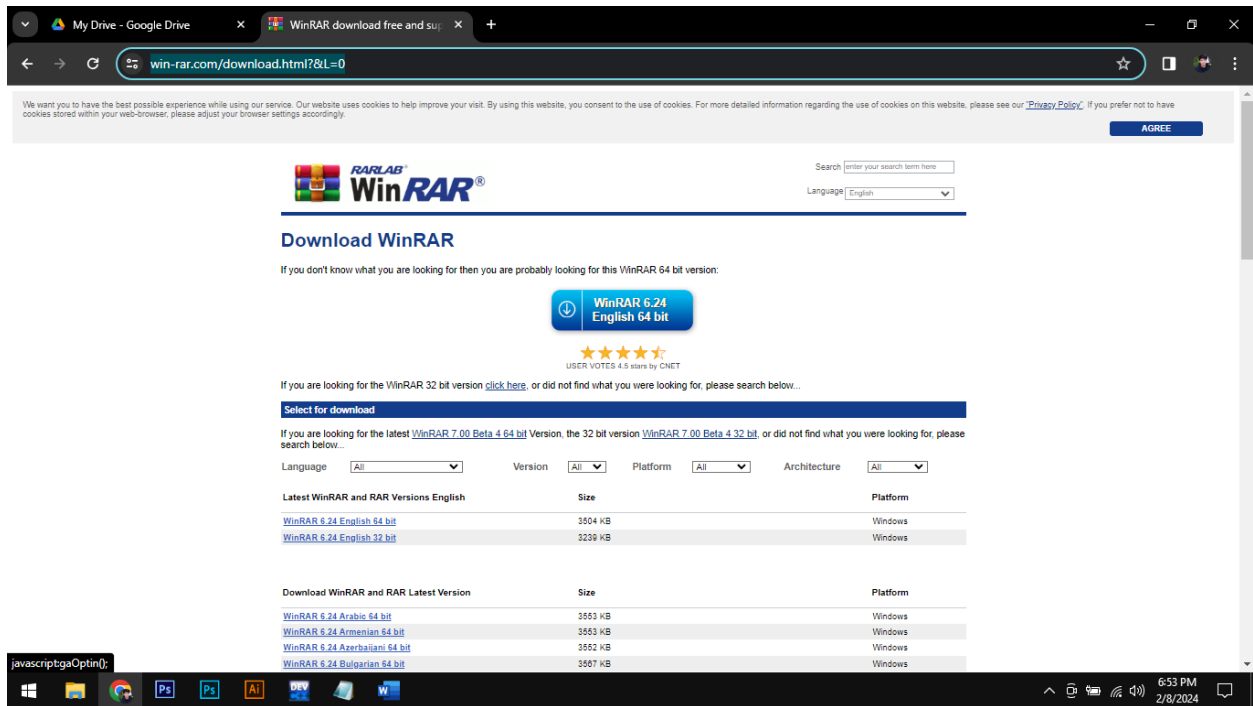 My Drive - Google Drive
WinRAR download free and sup
win-rar.com/download.html?&L=0
We want you to have the best possible experience while using our service. Our website uses cookies to help improve your visit. By using this website, you consent to the use of cookies. For more detailed information regarding the use of cookies on this website, please see our "Privacy Policy". If you prefer not to have
cookies stored within your web-browser, please adjust your browser settings accordingly.
AGREE
RARLAB®
WinRAR®
Search enter your search term here
Language English
Download WinRAR
If you don't know what you are looking for then you are probably looking for this WinRAR 64 bit version:
WinRAR 6.24
English 64 bit
USER VOTES 4.5 stars by CNET
If you are looking for the WinRAR 32 bit version click here, or did not find what you were looking for, please search below...
Select for download
If you are looking for the latest WinRAR 7.00 Beta 4 64 bit Version, the 32 bit version WinRAR 7.00 Beta 4 32 bit, or did not find what you were looking for, please
search below...
Language All Version All Platform All Architecture All
Latest WinRAR and RAR Versions English Size Platform
WinRAR 6.24 English 64 bit 3504 KB Windows
WinRAR 6.24 English 32 bit 3239 KB Windows
Download WinRAR and RAR Latest Version Size Platform
WinRAR 6.24 Arabic 64 bit 3553 KB Windows
WinRAR 6.24 Armenian 64 bit 3553 KB Windows
WinRAR 6.24 Azerbaijani 64 bit 3552 KB Windows
WinRAR 6.24 Bulgarian 64 bit 3567 KB Windows
javascript:gaOptin();
Ps
Ps
Ai
DEV
W
6:53 PM
2/8/2024